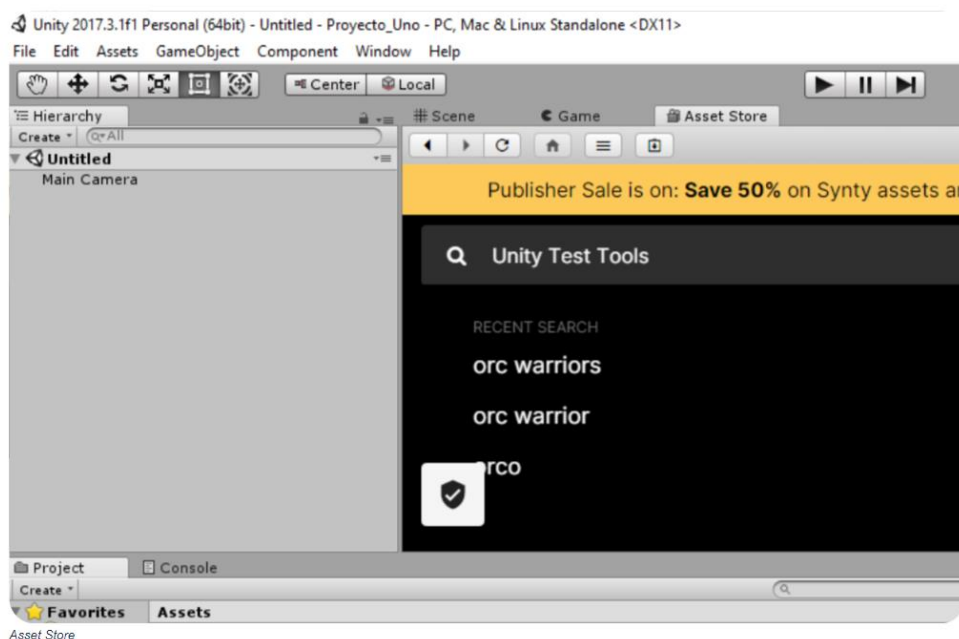 Unity 2017.3.1f1 Personal (64bit) - Untitled - Proyecto_Uno - PC, Mac & Linux Standalone <DX11>
File Edit Assets GameObject Component Window Help
Center Local
Hierarchy
Create All
Untitled
Main Camera
Scene Game Asset Store
Publisher Sale is on: Save 50% on Synty assets
Unity Test Tools
RECENT SEARCH
orc warriors
orc warrior
orco
Project Console
Create
Favorites Assets
Asset Store